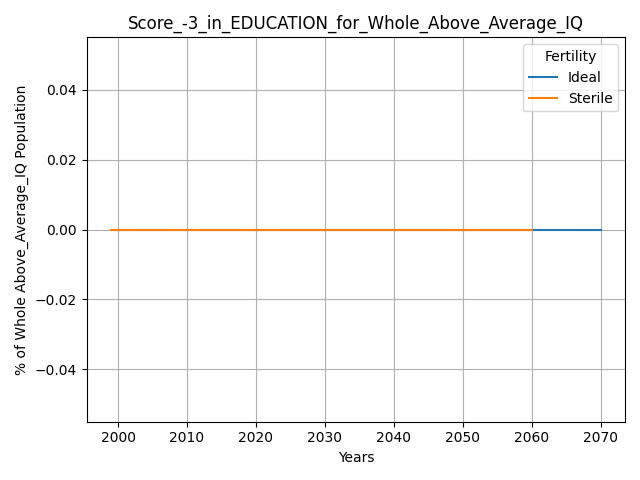 Score_-3_in_EDUCATION_for_Whole_Above_Average_IQ
% of Whole Above_Average_IQ Population
0.04
0.02
0.00
−0.02
−0.04
Fertility
Ideal
Sterile
2000 2010 2020 2030 2040 2050 2060 2070
Years